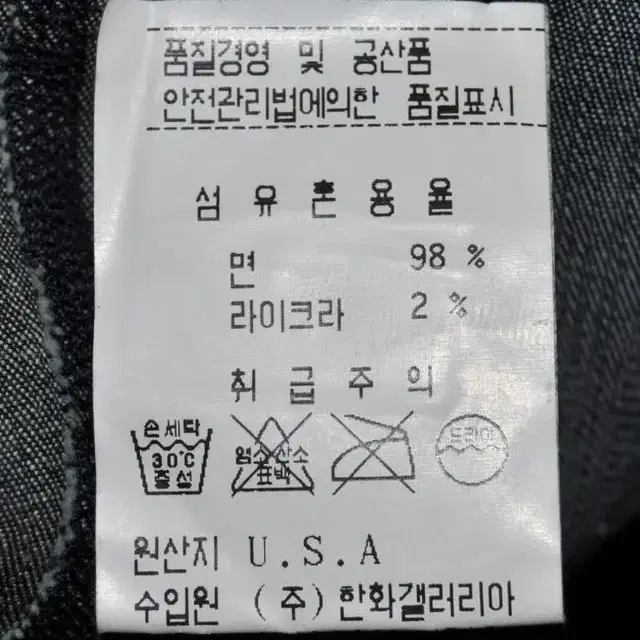 품질경영 및 공산품
안전관리법에의한 품질표시
섬 유 혼 용 율
면 98 %
라이크라 2 %
취 급 주 의
손세탁
30℃
중성
염소산소
표백
드라이
원산지 U.S.A
수입원 (주)한화갤러리아